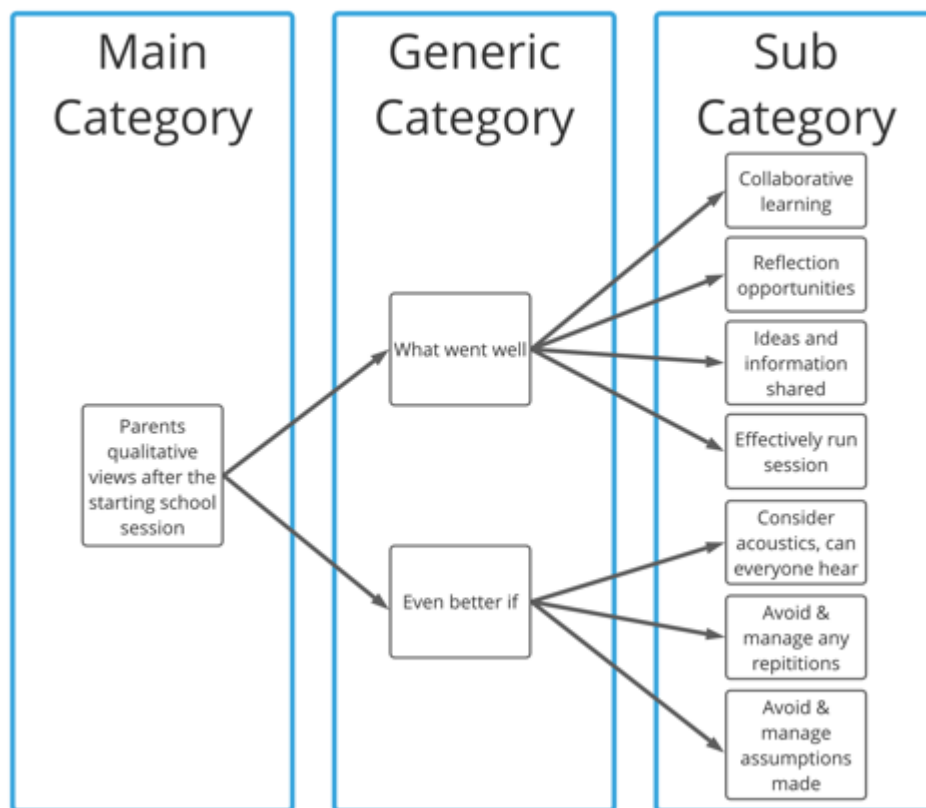 Main
Category
Generic
Category
Sub
Category
Parents
qualitative
views after the
starting school
session
What went well
Even better if
Collaborative
learning
Reflection
opportunities
Ideas and
information
shared
Effectively run
session
Consider
acoustics, can
everyone hear
Avoid &
manage any
repititions
Avoid &
manage
assumptions
made